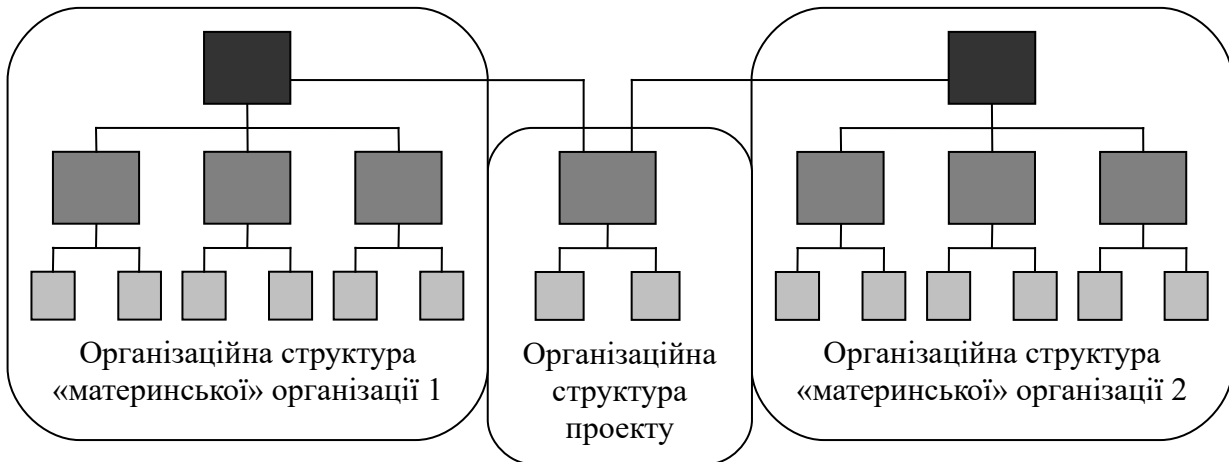 Організаційна структура
«материнської» організації 1
Організаційна
структура
проекту
Організаційна структура
«материнської» організації 2